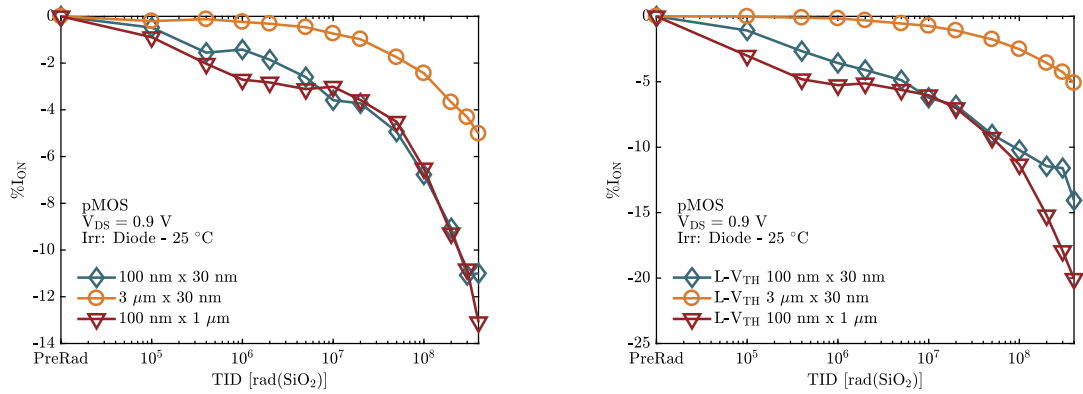 0
-2
-4
-6
-8
-10
-12
-14
%I_ON
pMOS
V_DS = 0.9 V
Irr: Diode - 25 °C
100 nm x 30 nm
3 μm x 30 nm
100 nm x 1 μm
PreRad 10^5 10^6 10^7 10^8
TID [rad(SiO_2)]
0
-5
-10
-15
-20
-25
%I_ON
pMOS
V_DS = 0.9 V
Irr: Diode - 25 °C
L-V_TH 100 nm x 30 nm
L-V_TH 3 μm x 30 nm
L-V_TH 100 nm x 1 μm
PreRad 10^5 10^6 10^7 10^8
TID [rad(SiO_2)]